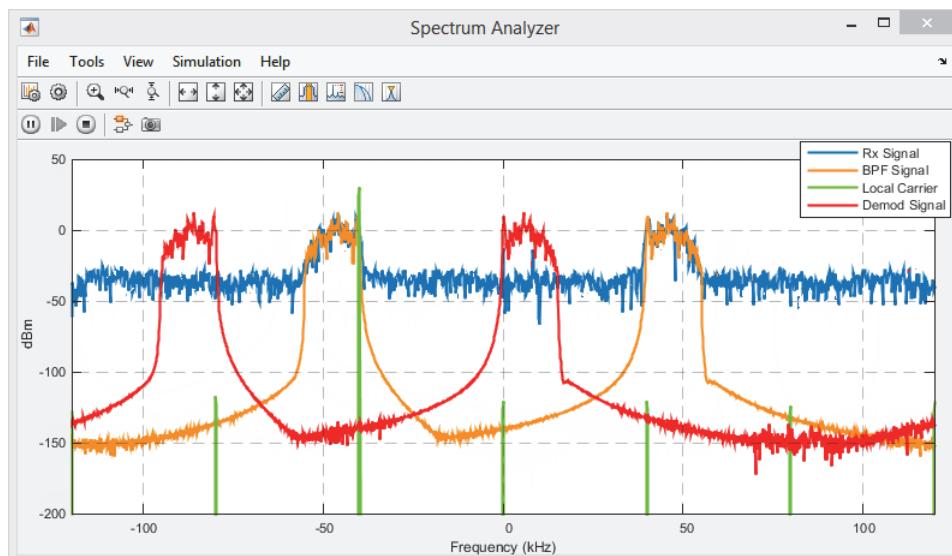 Spectrum Analyzer
File Tools View Simulation Help
Rx Signal
BPF Signal
Local Carrier
Demod Signal
50
0
-50
-100
-150
-200
dBm
-100 -50 0 50 100
Frequency (kHz)